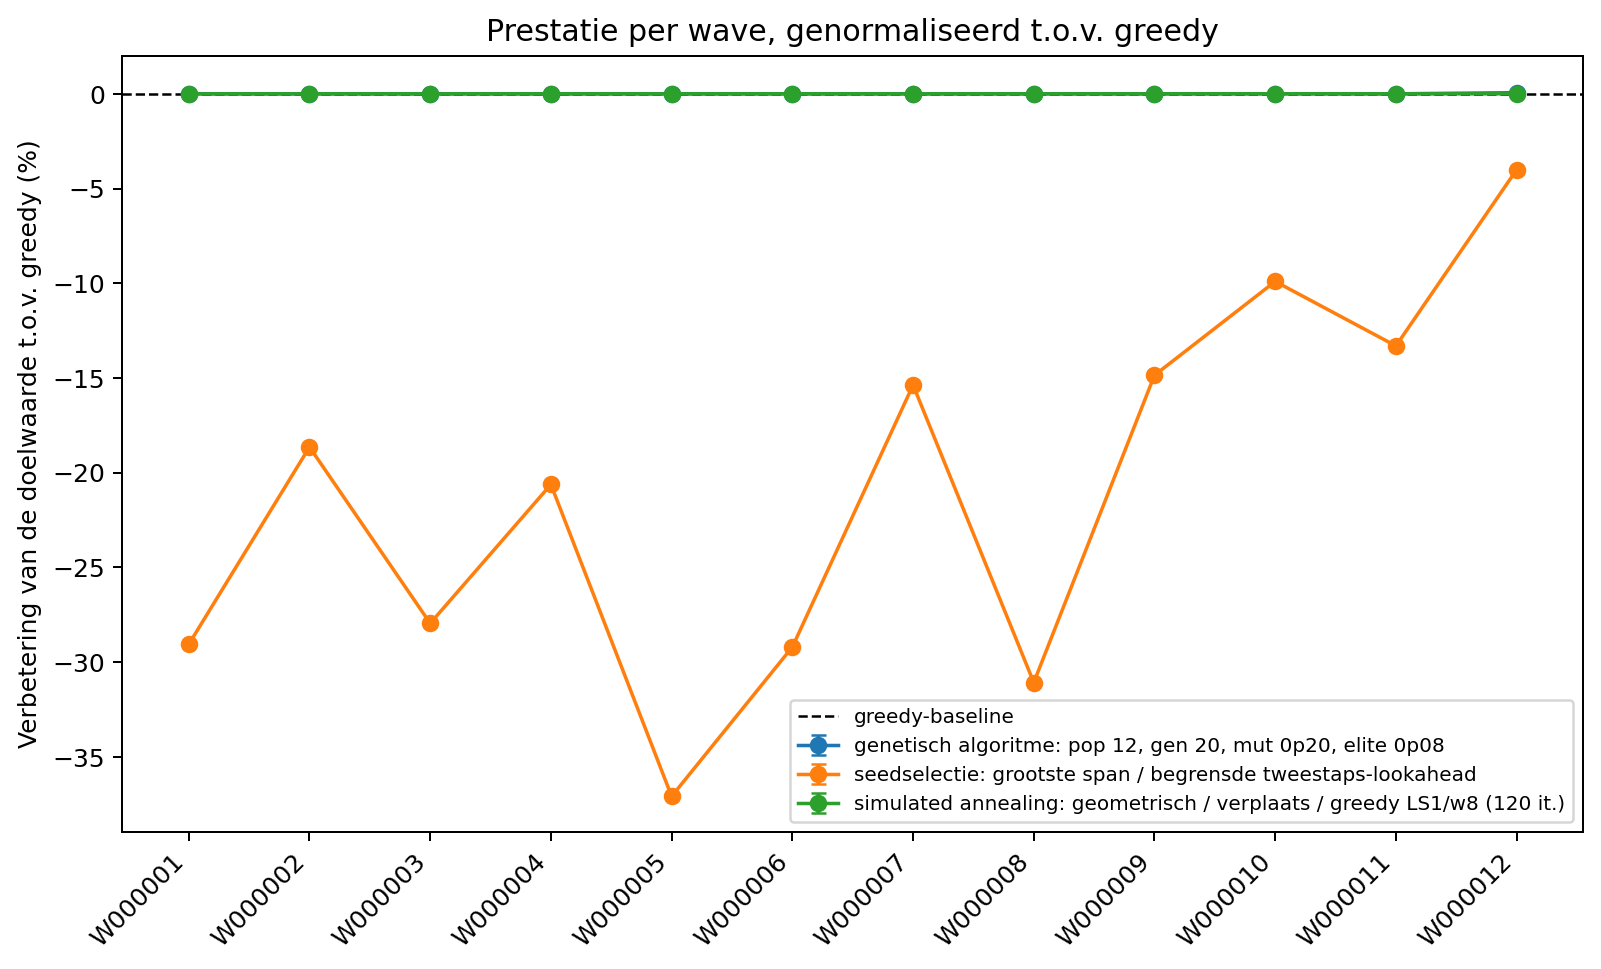 Prestatie per wave, genormaliseerd t.o.v. greedy
Verbetering van de doelwaarde t.o.v. greedy (%)
0
−5
−10
−15
−20
−25
−30
−35
greedy-baseline
genetisch algoritme: pop 12, gen 20, mut 0p20, elite 0p08
seedselectie: grootste span / begrensde tweestaps-lookahead
simulated annealing: geometrisch / verplaats / greedy LS1/w8 (120 it.)
W000001
W000002
W000003
W000004
W000005
W000006
W000007
W000008
W000009
W000010
W000011
W000012